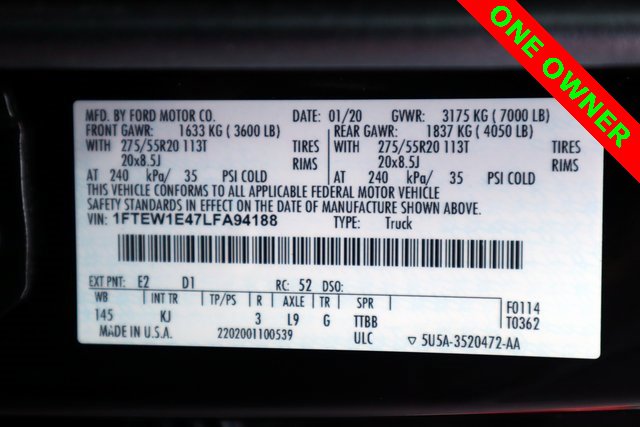 ONE OWNER
MFD. BY FORD MOTOR CO. DATE: 01/20 GVWR: 3175 KG ( 7000 LB)
FRONT GAWR: 1633 KG ( 3600 LB) REAR GAWR: 1837 KG ( 4050 LB)
WITH 275/55R20 113T TIRES WITH 275/55R20 113T TIRES
20x8.5J RIMS 20x8.5J RIMS
AT 240 kPa/ 35 PSI COLD AT 240 kPa/ 35 PSI COLD
THIS VEHICLE CONFORMS TO ALL APPLICABLE FEDERAL MOTOR VEHICLE
SAFETY STANDARDS IN EFFECT ON THE DATE OF MANUFACTURE SHOWN ABOVE.
VIN: 1FTEW1E47LFA94188 TYPE: Truck
EXT PNT: E2 D1 RC: 52 DSO:
WB INT TR TP/PS R AXLE TR SPR F0114
145 KJ 3 L9 G TTBB T0362
MADE IN U.S.A. 2202001100539 ULC ▽ 5U5A-3520472-AA